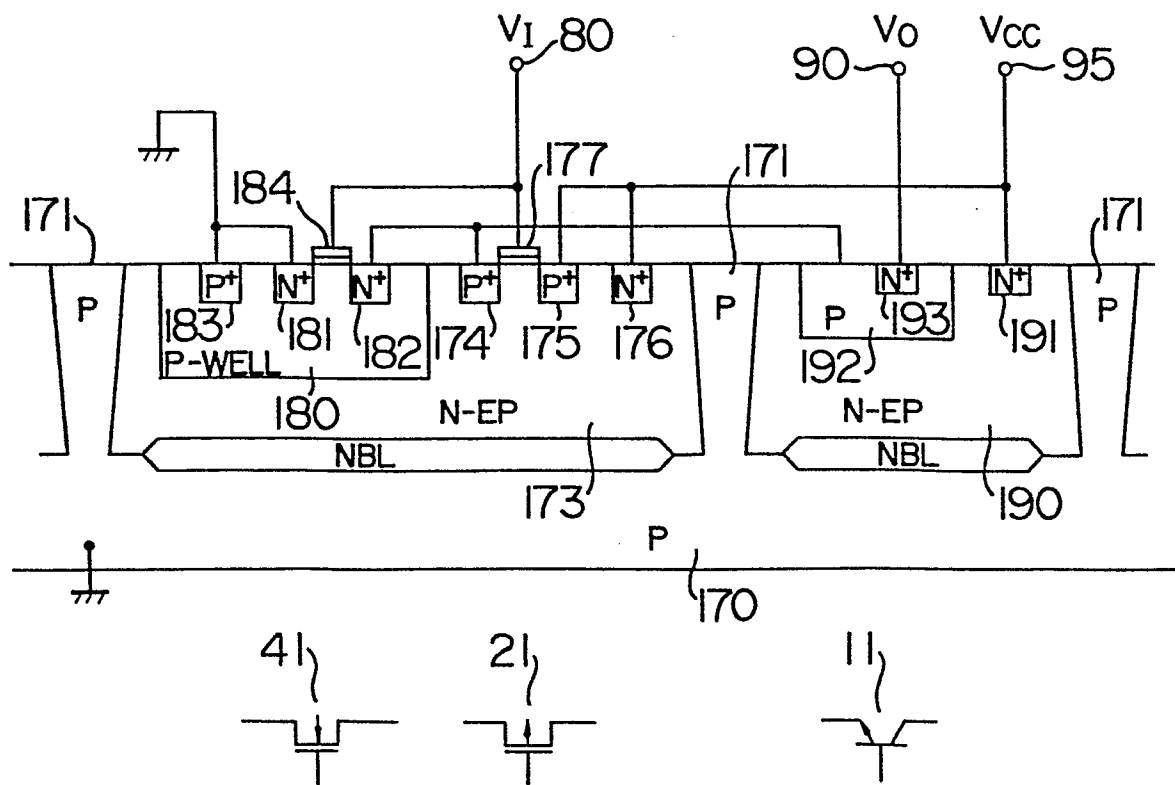 VI 80 VO VCC
90 95
184 177 171
171 171
P P+ N+ N+ P+ P+ N+ P P N+ N+ P
183 181 182 174 175 176 192 193 191
P-WELL
180 N-EP N-EP
NBL NBL
173 190
P
170
41 21 11